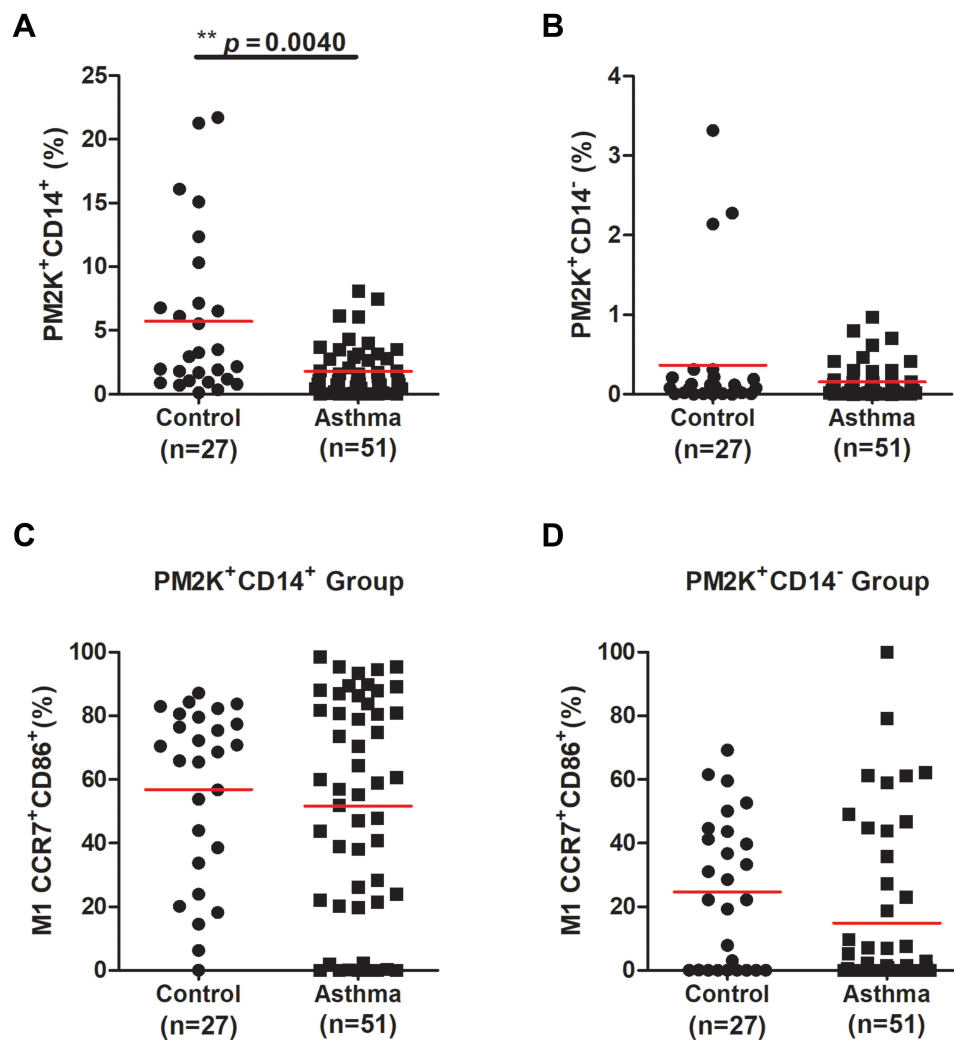 A
** p = 0.0040
PM2K+CD14+ (%)
25
20
15
10
5
0
Control
(n=27)
Asthma
(n=51)
B
PM2K+CD14- (%)
4
3
2
1
0
Control
(n=27)
Asthma
(n=51)
C
PM2K+CD14+ Group
M1 CCR7+CD86+(%)
100
80
60
40
20
0
Control
(n=27)
Asthma
(n=51)
D
PM2K+CD14- Group
M1 CCR7+CD86+(%)
100
80
60
40
20
0
Control
(n=27)
Asthma
(n=51)